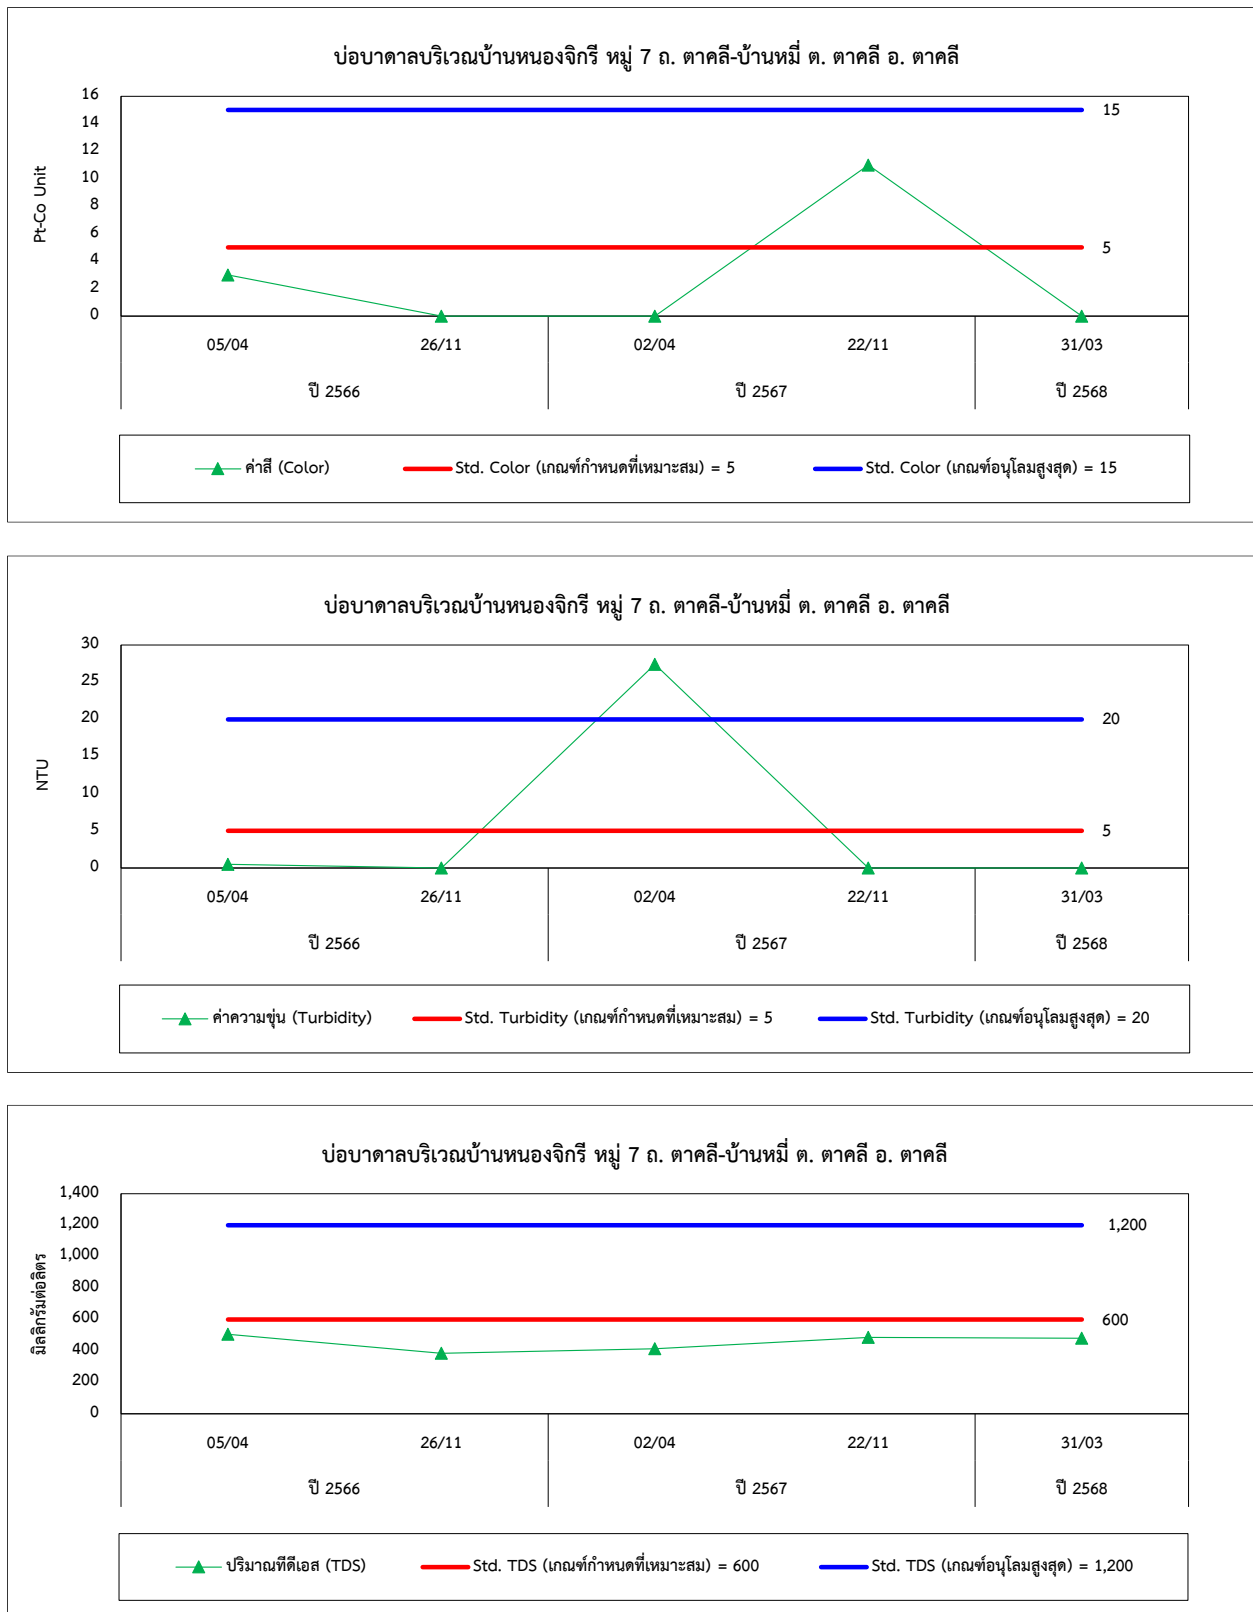 บ่อบาดาลบริเวณบ้านหนองจิกรี หมู่ 7 ถ. ตาคลี-บ้านหมี่ ต. ตาคลี อ. ตาคลี
Pt-Co Unit
16
14
12
10
8
6
4
2
0
15
5
05/04 26/11 02/04 22/11 31/03
ปี 2566 ปี 2567 ปี 2568
ค่าสี (Color) Std. Color (เกณฑ์กำหนดที่เหมาะสม) = 5 Std. Color (เกณฑ์อนุโลมสูงสุด) = 15
บ่อบาดาลบริเวณบ้านหนองจิกรี หมู่ 7 ถ. ตาคลี-บ้านหมี่ ต. ตาคลี อ. ตาคลี
NTU
30
25
20
15
10
5
0
20
5
05/04 26/11 02/04 22/11 31/03
ปี 2566 ปี 2567 ปี 2568
ค่าความขุ่น (Turbidity) Std. Turbidity (เกณฑ์กำหนดที่เหมาะสม) = 5 Std. Turbidity (เกณฑ์อนุโลมสูงสุด) = 20
บ่อบาดาลบริเวณบ้านหนองจิกรี หมู่ 7 ถ. ตาคลี-บ้านหมี่ ต. ตาคลี อ. ตาคลี
มิลลิกรัมต่อลิตร
1,400
1,200
1,000
800
600
400
200
0
1,200
600
05/04 26/11 02/04 22/11 31/03
ปี 2566 ปี 2567 ปี 2568
ปริมาณทีดีเอส (TDS) Std. TDS (เกณฑ์กำหนดที่เหมาะสม) = 600 Std. TDS (เกณฑ์อนุโลมสูงสุด) = 1,200